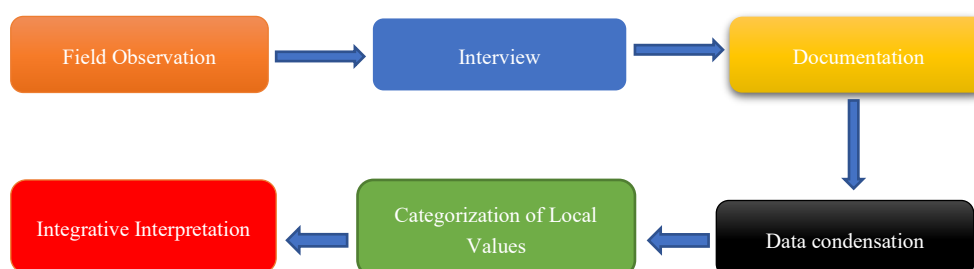 Field Observation
Interview
Documentation
Data condensation
Categorization of Local
Values
Integrative Interpretation